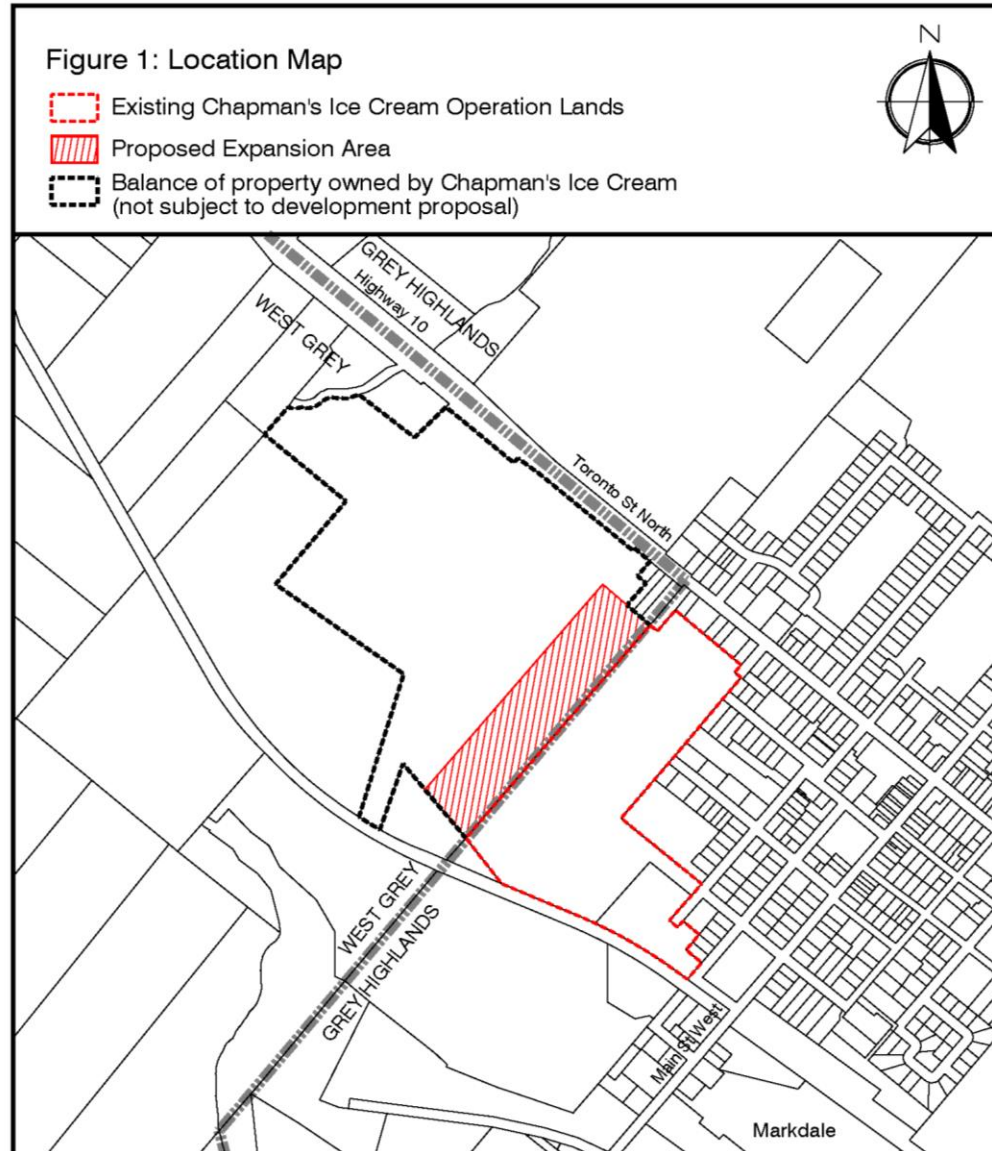 Figure 1: Location Map
N
Existing Chapman's Ice Cream Operation Lands
Proposed Expansion Area
Balance of property owned by Chapman's Ice Cream
(not subject to development proposal)
GREY HIGHLANDS
Highway 10
WEST GREY
Toronto St North
WEST GREY
GREY HIGHLANDS
Main St West
Markdale